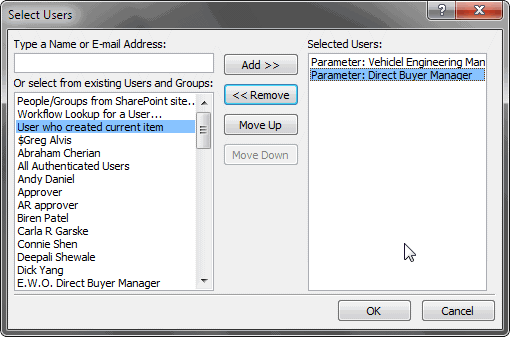 Select Users
?
Type a Name or E-mail Address:
Or select from existing Users and Groups:
People/Groups from SharePoint site...
Workflow Lookup for a User...
User who created current item
$Greg Alvis
Abraham Cherian
All Authenticated Users
Andy Daniel
Approver
AR approver
Biren Patel
Carla R Garske
Connie Shen
Deepali Shewale
Dick Yang
E.W.O. Direct Buyer Manager
Add >>
<< Remove
Move Up
Move Down
Selected Users:
Parameter: Vehiclel Engineering Man
Parameter: Direct Buyer Manager
OK
Cancel